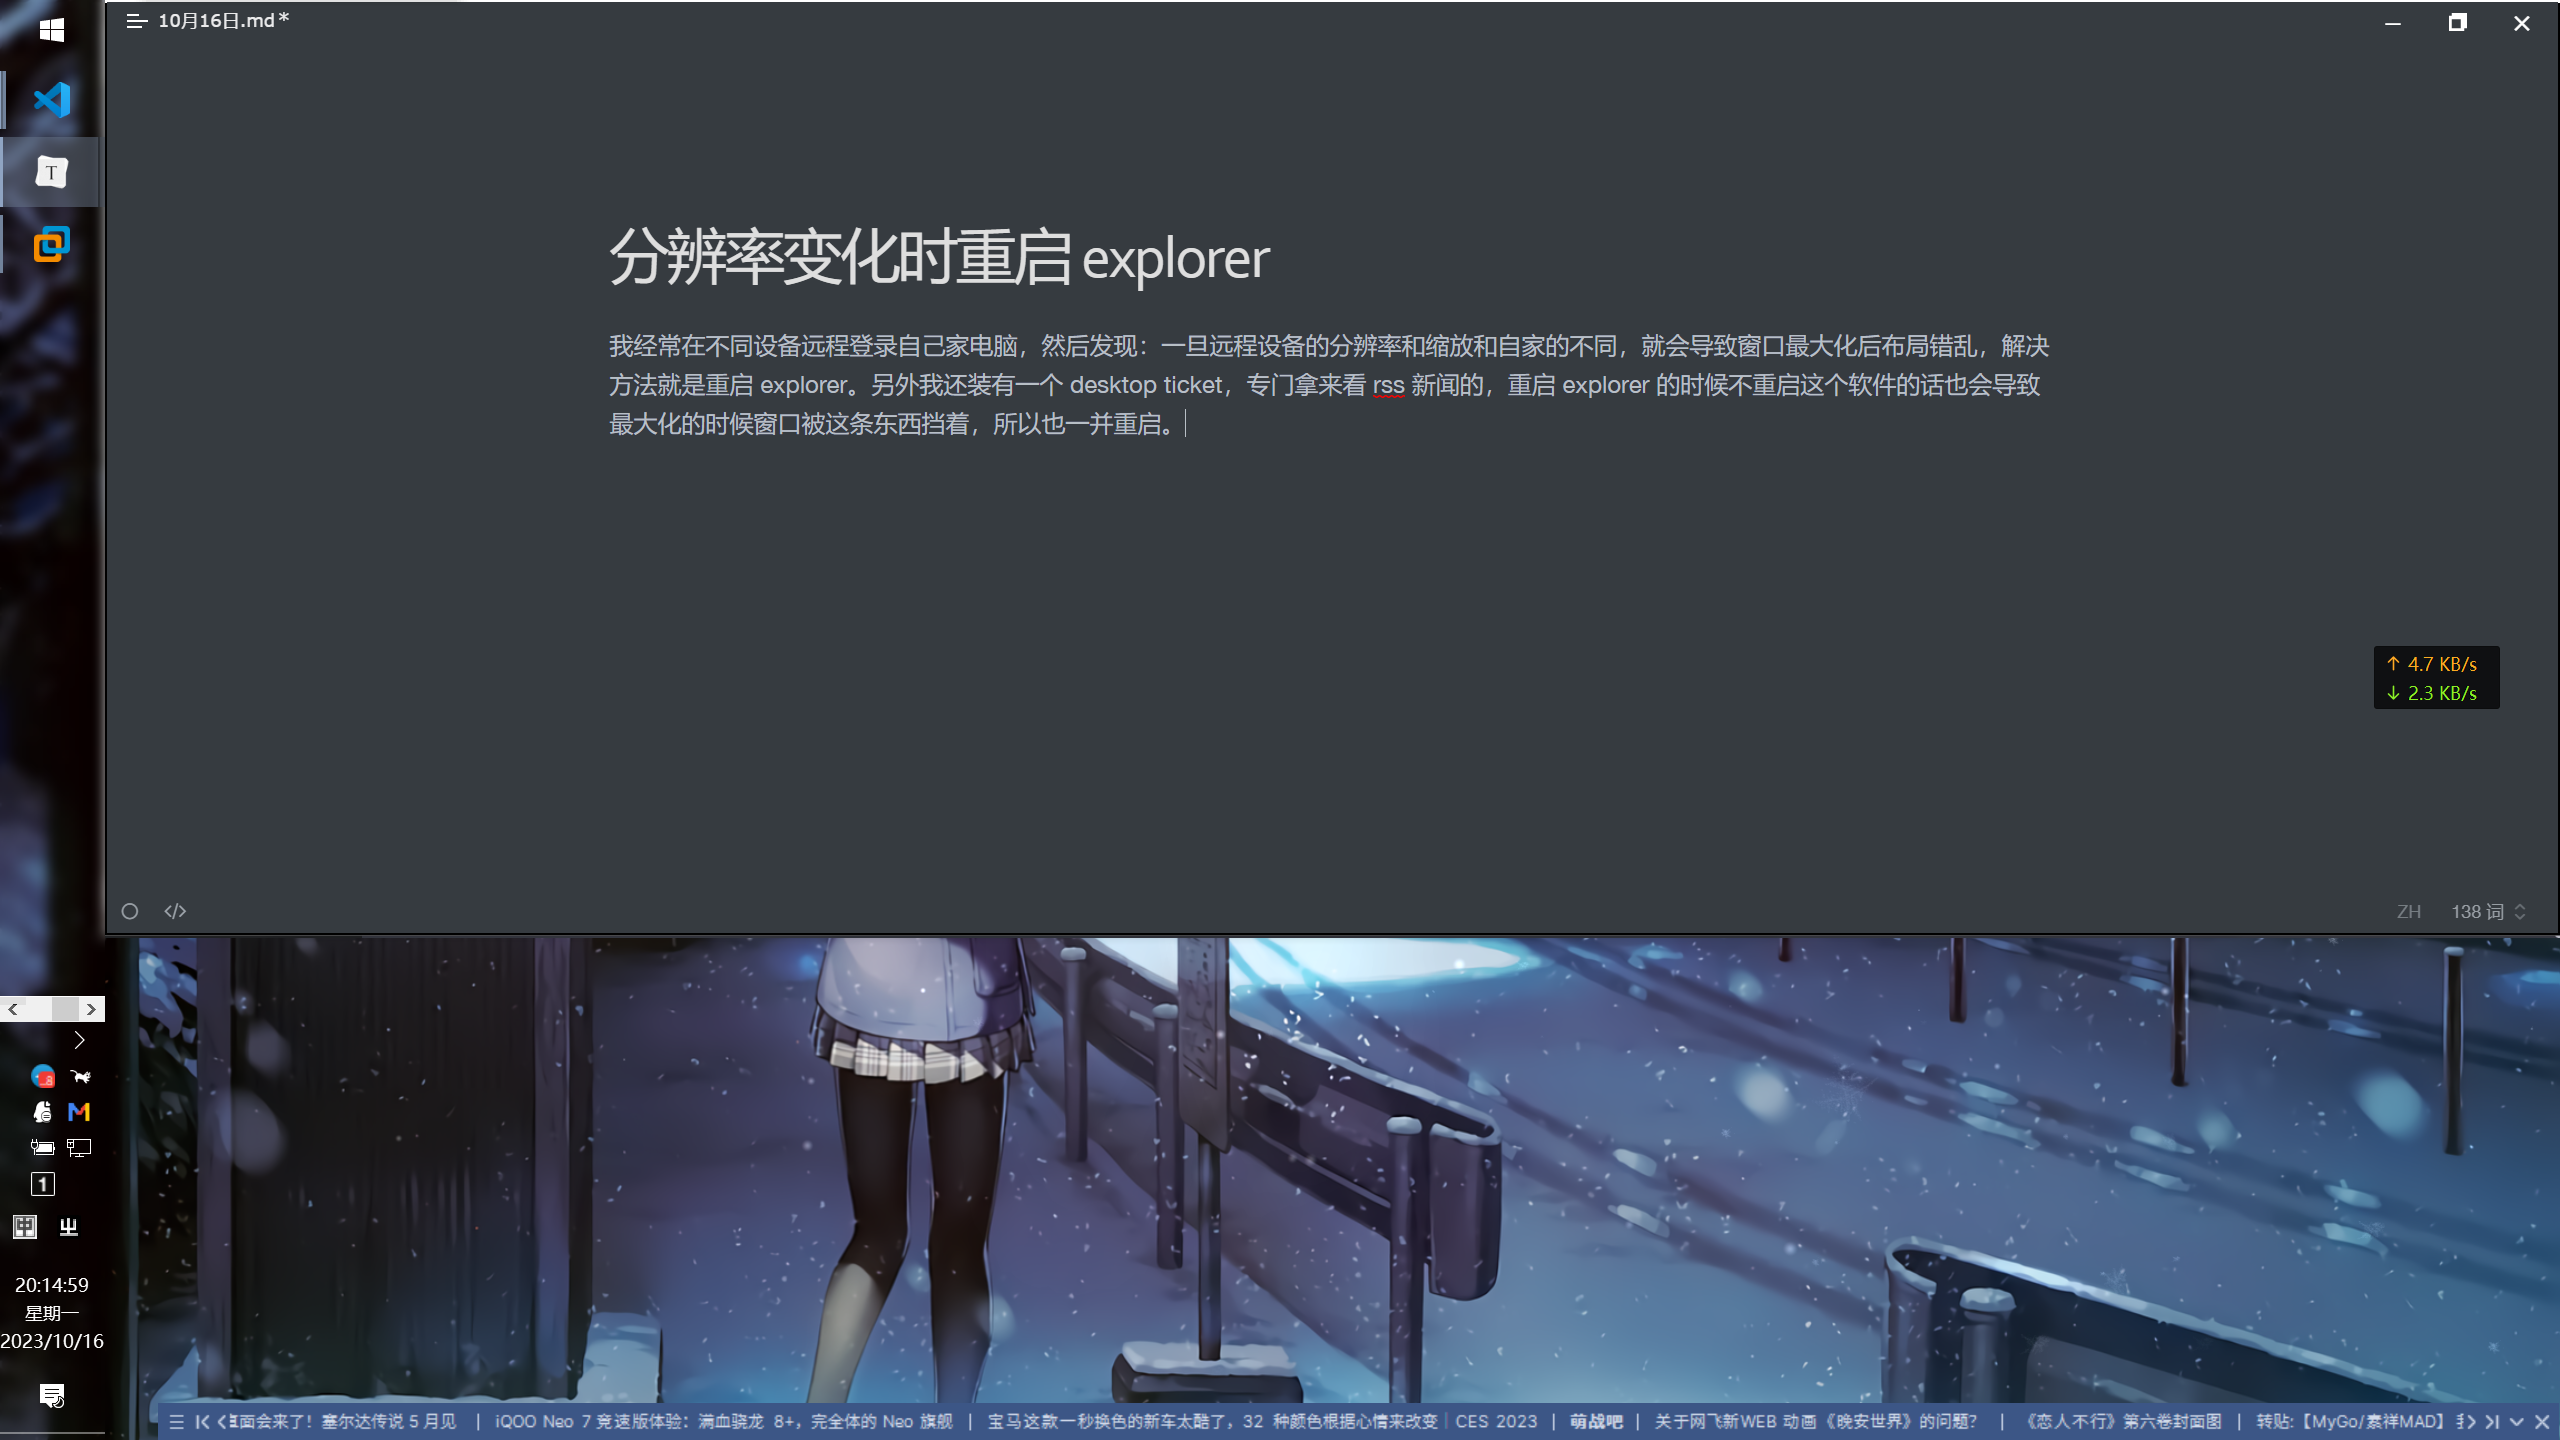 10月16日.md*
T
分辨率变化时重启 explorer
我经常在不同设备远程登录自己家电脑，然后发现：一旦远程设备的分辨率和缩放和自家的不同，就会导致窗口最大化后布局错乱，解决
方法就是重启 explorer。另外我还装有一个 desktop ticket，专门拿来看 rss 新闻的，重启 explorer 的时候不重启这个软件的话也会导致
最大化的时候窗口被这条东西挡着，所以也一并重启。
↑ 4.7 KB/s
↓ 2.3 KB/s
</>
ZH 138 词
1
20:14:59
星期一
2023/10/16
面会来了！塞尔达传说 5 月见 | iQOO Neo 7 竞速版体验：满血骁龙 8+，完全体的 Neo 旗舰 | 宝马这款一秒换色的新车太酷了，32 种颜色根据心情来改变｜CES 2023 | 萌战吧 | 关于网飞新WEB 动画《晚安世界》的问题？ | 《恋人不行》第六卷封面图 | 转贴:【MyGo/素祥MAD】